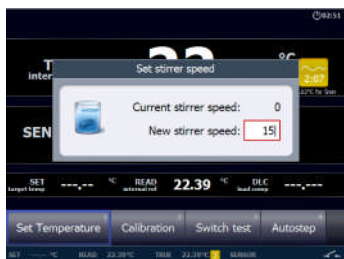 02:51
Set stirrer speed
°C
inter
2:07
Current stirrer speed: 0
New stirrer speed: 15
SEN
SET ---,-- °C READ 22.39 °C DLC ---,--
target temp internal ref load comp
Set Temperature Calibration Switch test Autostep
SET ---,-- °C READ 22.39°C TRUE 22.39°C SENSOR